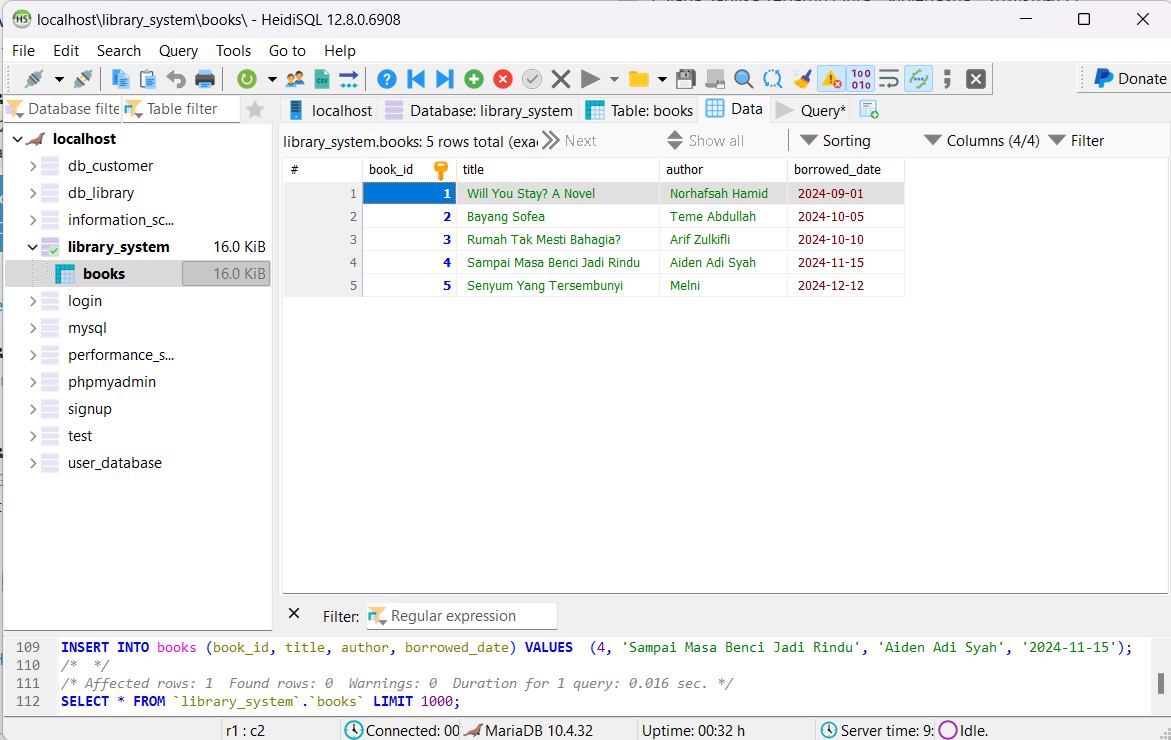 localhost\library_system\books\ - HeidiSQL 12.8.0.6908
File Edit Search Query Tools Go to Help
Donate
Database filte Table filter
localhost Database: library_system Table: books Data Query*
library_system.books: 5 rows total (exa Next Show all Sorting Columns (4/4) Filter
localhost
db_customer
db_library
information_sc...
library_system 16.0 KiB
books 16.0 KiB
login
mysql
performance_s...
phpmyadmin
signup
test
user_database
# book_id title author borrowed_date
1 1 Will You Stay? A Novel Norhafsah Hamid 2024-09-01
2 2 Bayang Sofea Teme Abdullah 2024-10-05
3 3 Rumah Tak Mesti Bahagia? Arif Zulkifli 2024-10-10
4 4 Sampai Masa Benci Jadi Rindu Aiden Adi Syah 2024-11-15
5 5 Senyum Yang Tersembunyi Melni 2024-12-12
Filter: Regular expression
109 INSERT INTO books (book_id, title, author, borrowed_date) VALUES (4, 'Sampai Masa Benci Jadi Rindu', 'Aiden Adi Syah', '2024-11-15');
110 /* */
111 /* Affected rows: 1 Found rows: 0 Warnings: 0 Duration for 1 query: 0.016 sec. */
112 SELECT * FROM `library_system`.`books` LIMIT 1000;
r1 : c2 Connected: 00 MariaDB 10.4.32 Uptime: 00:32 h Server time: 9: Idle.